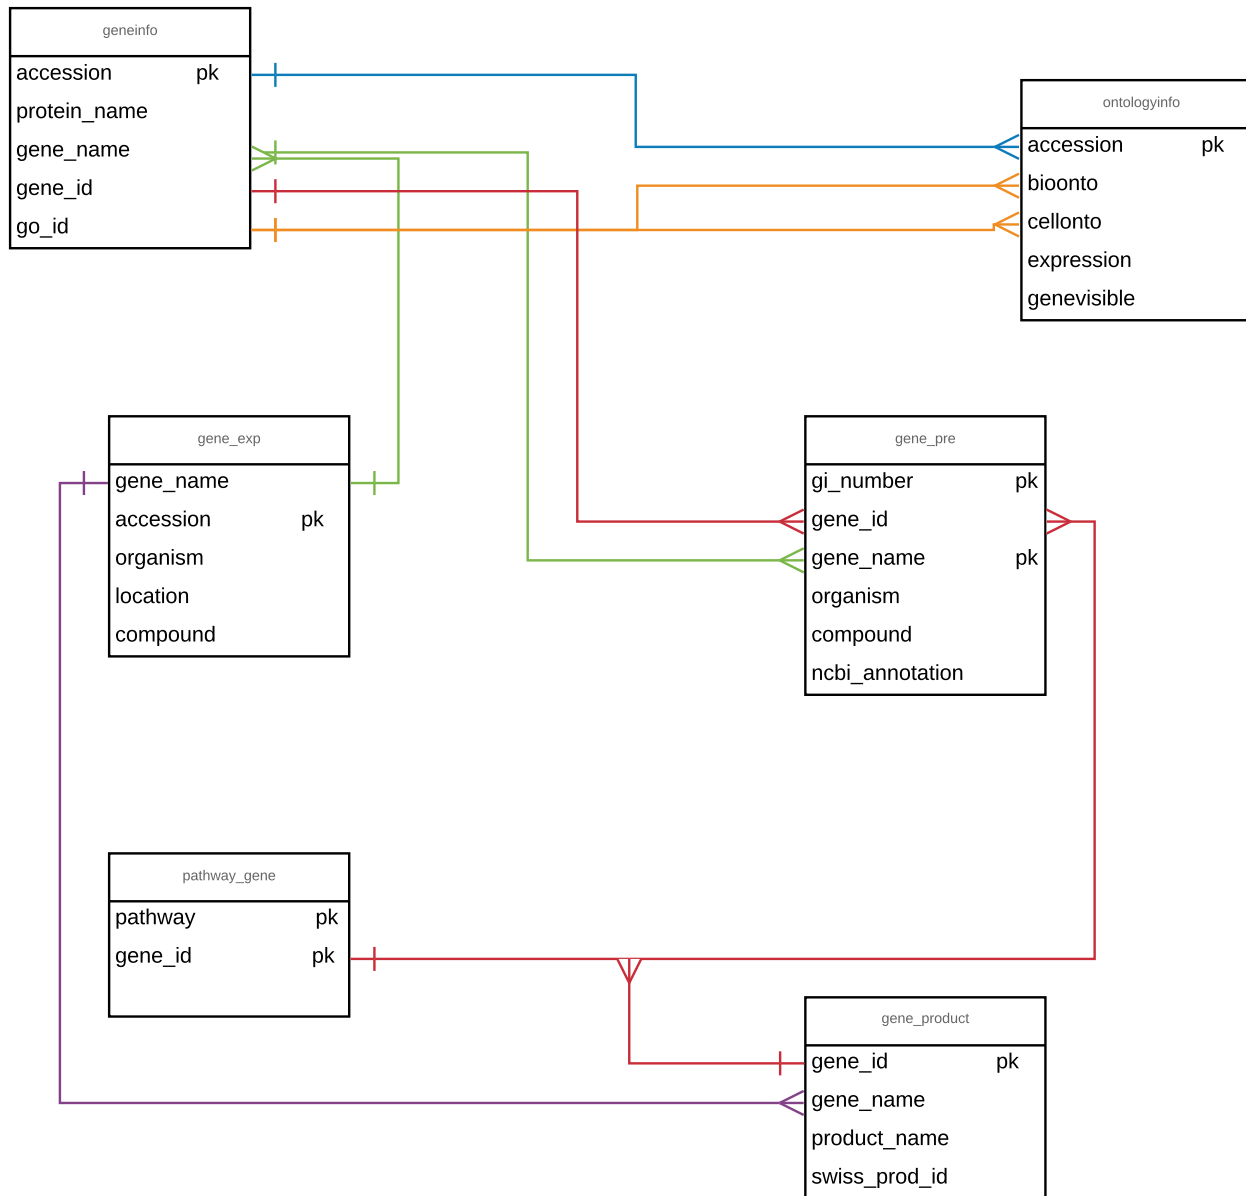 geneinfo
accession pk
protein_name
gene_name
gene_id
go_id
ontologyinfo
accession pk
bioonto
cellonto
expression
genevisible
gene_exp
gene_name
accession pk
organism
location
compound
gene_pre
gi_number pk
gene_id
gene_name pk
organism
compound
ncbi_annotation
pathway_gene
pathway pk
gene_id pk
gene_product
gene_id pk
gene_name
product_name
swiss_prod_id